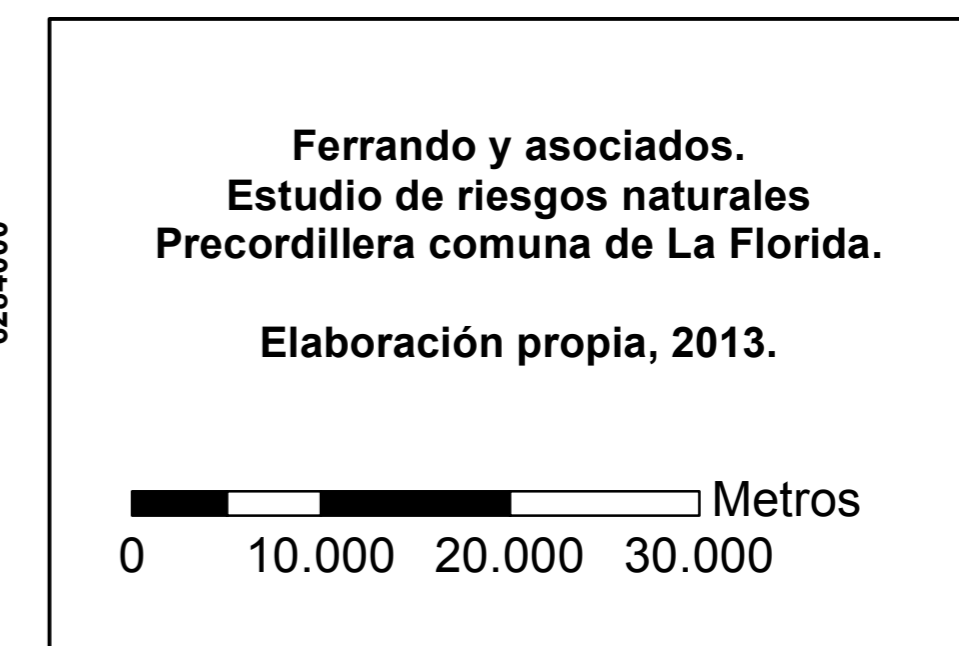 Ferrando y asociados.
Estudio de riesgos naturales
Precordillera comuna de La Florida.
Elaboración propia, 2013.
Metros
0 10.000 20.000 30.000